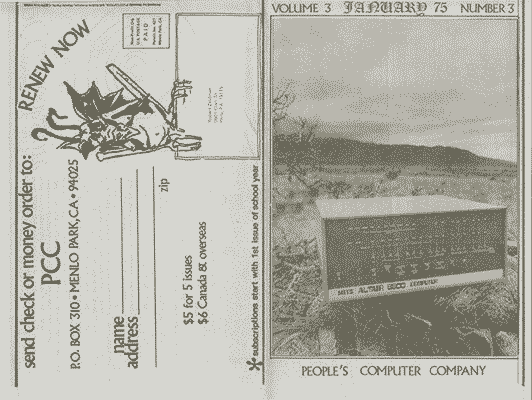 RENEW NOW
PAID
send check or money order to:
PCC
P.O. BOX 310 • MENLO PARK, CA • 94025
name
address
zip
$5 for 5 issues
$6 Canada & overseas
*subscriptions start with 1st issue of school year
VOLUME 3 JANUARY 75 NUMBER 3
MITS ALTAIR 8800 COMPUTER
PEOPLE'S COMPUTER COMPANY